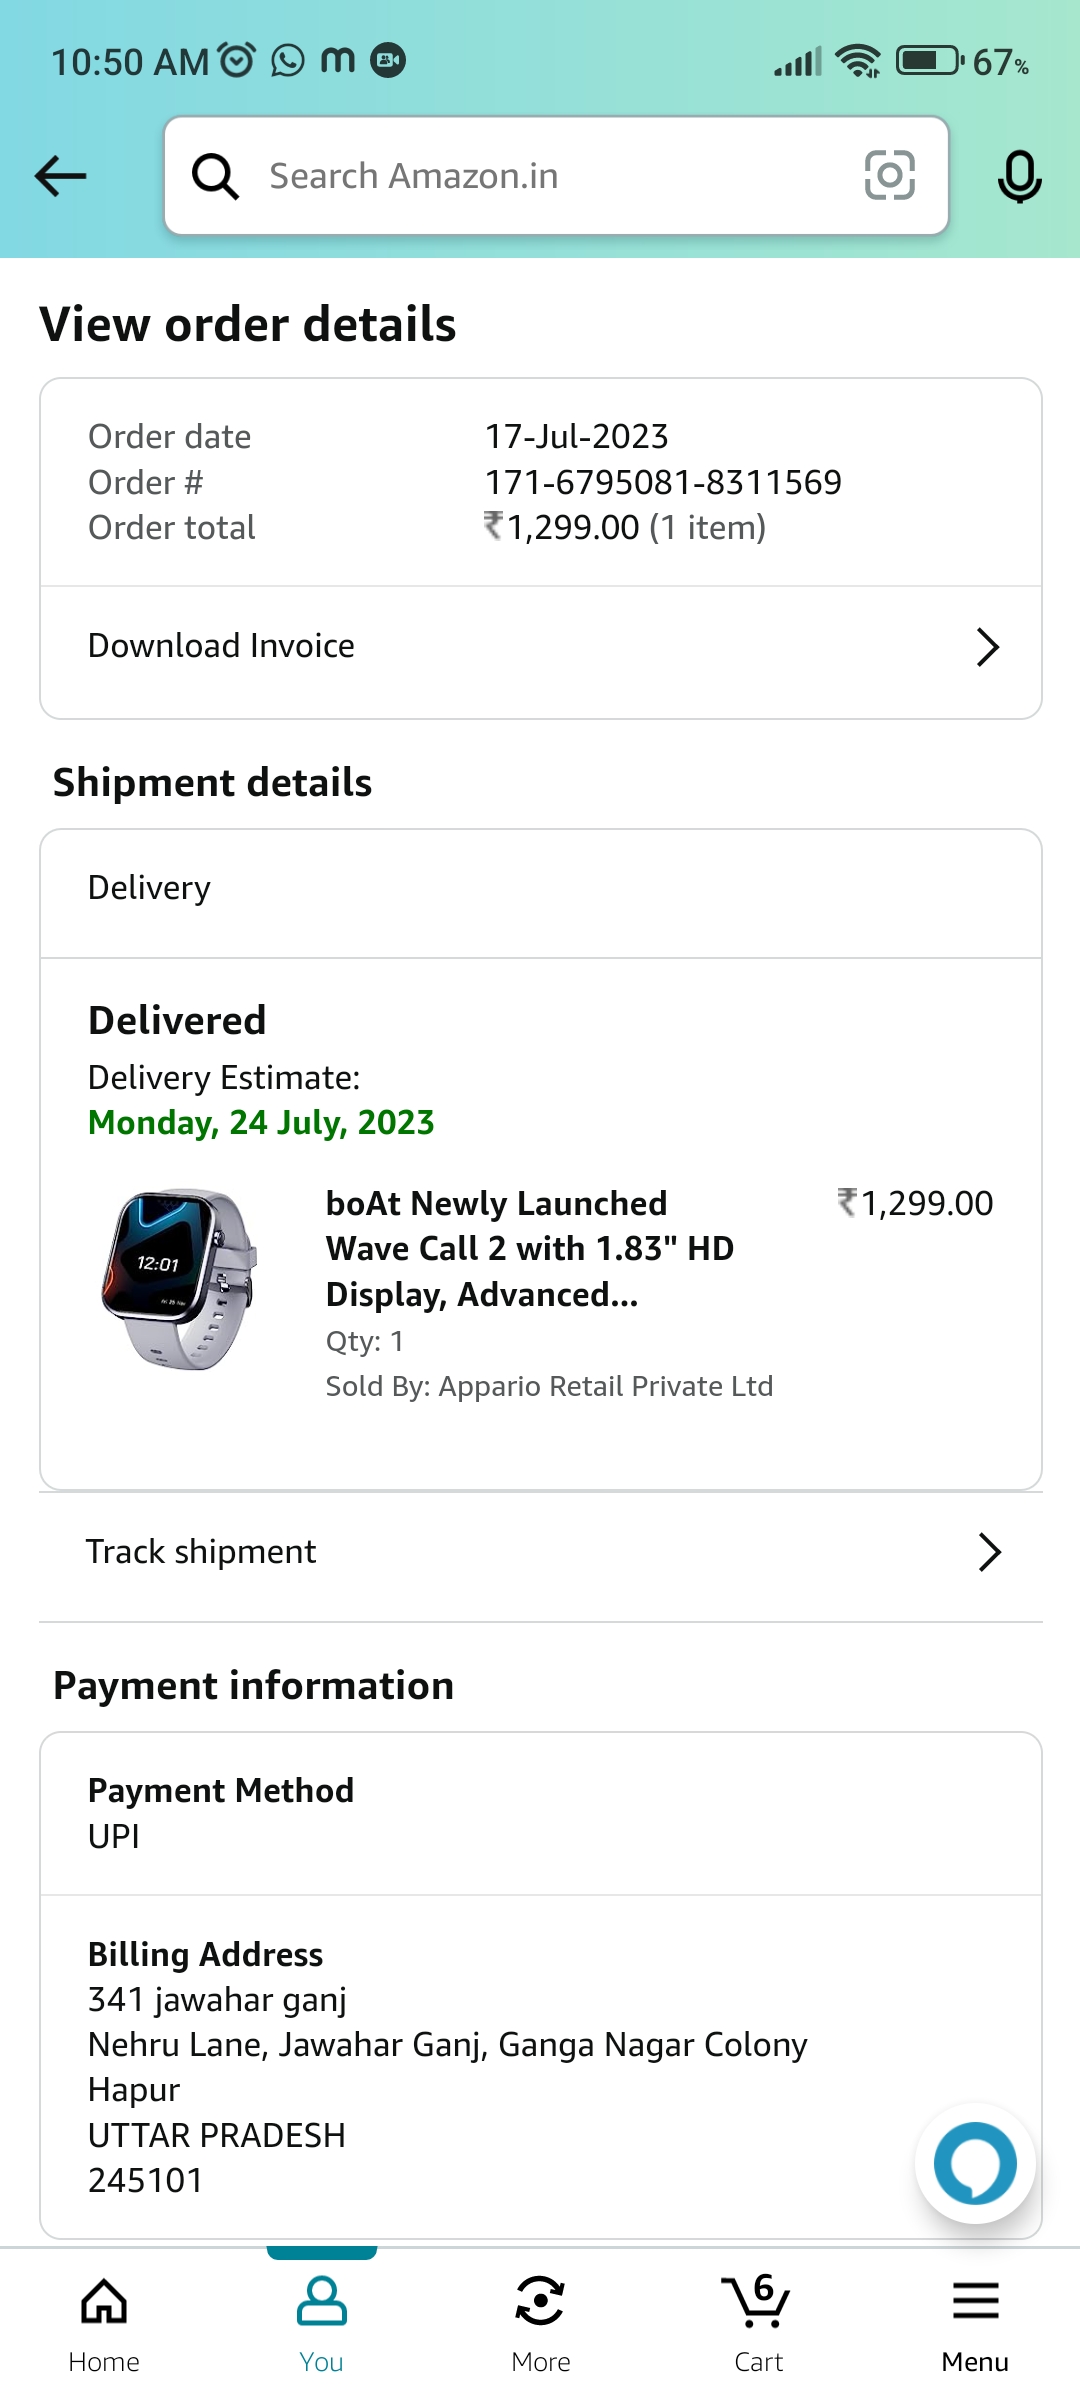 10:50 AM m 67%
Search Amazon.in
View order details
Order date 17-Jul-2023
Order # 171-6795081-8311569
Order total ₹1,299.00 (1 item)
Download Invoice
Shipment details
Delivery
Delivered
Delivery Estimate:
Monday, 24 July, 2023
boAt Newly Launched ₹1,299.00
Wave Call 2 with 1.83" HD
Display, Advanced...
12:01
Qty: 1
Sold By: Appario Retail Private Ltd
Track shipment
Payment information
Payment Method
UPI
Billing Address
341 jawahar ganj
Nehru Lane, Jawahar Ganj, Ganga Nagar Colony
Hapur
UTTAR PRADESH
245101
6
Home You More Cart Menu